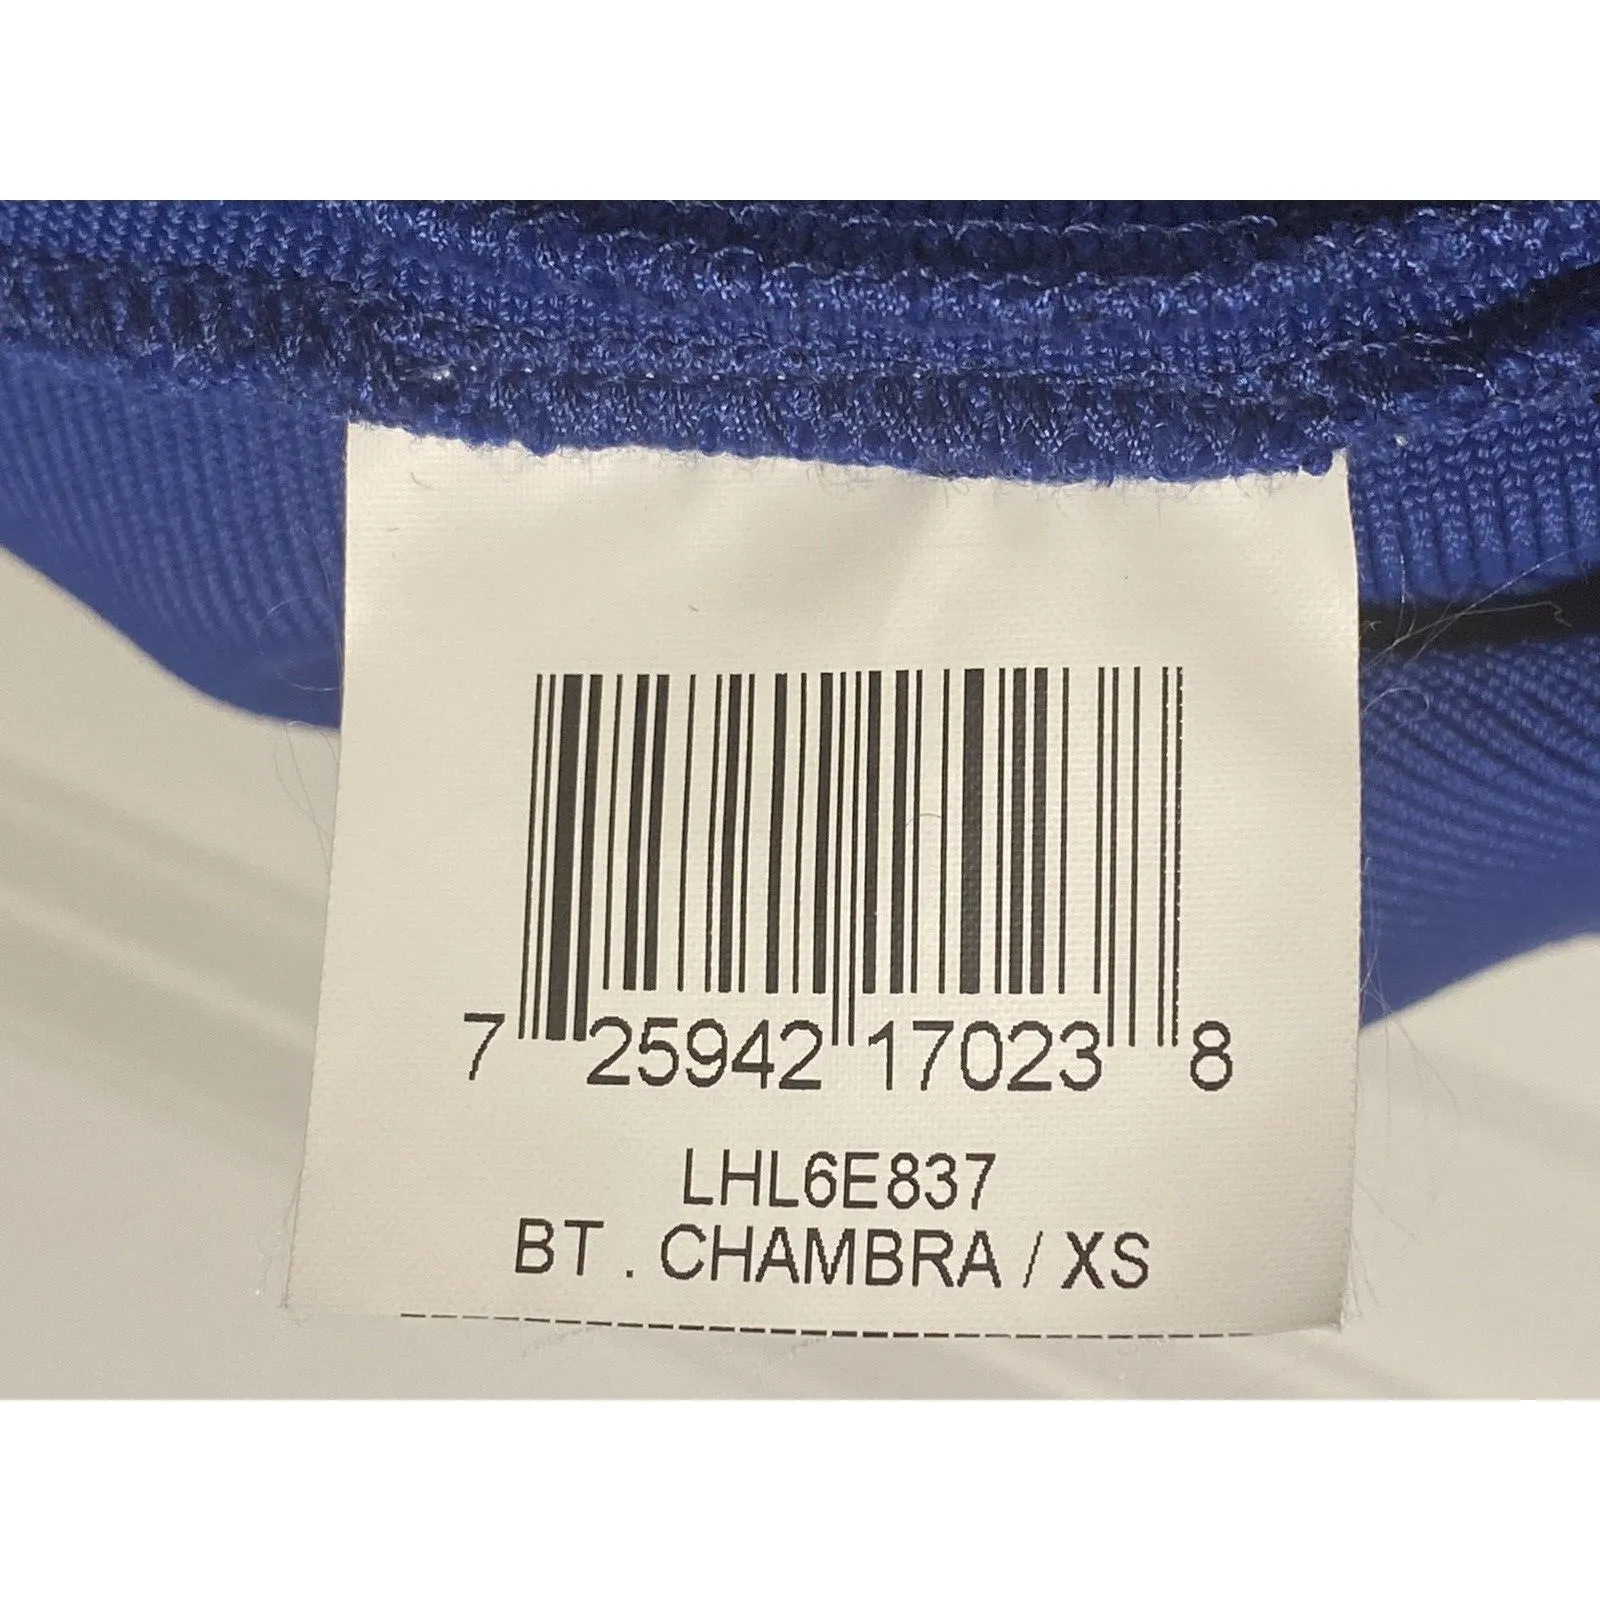 7 25942 17023 8
LHL6E837
BT . CHAMBRA / XS